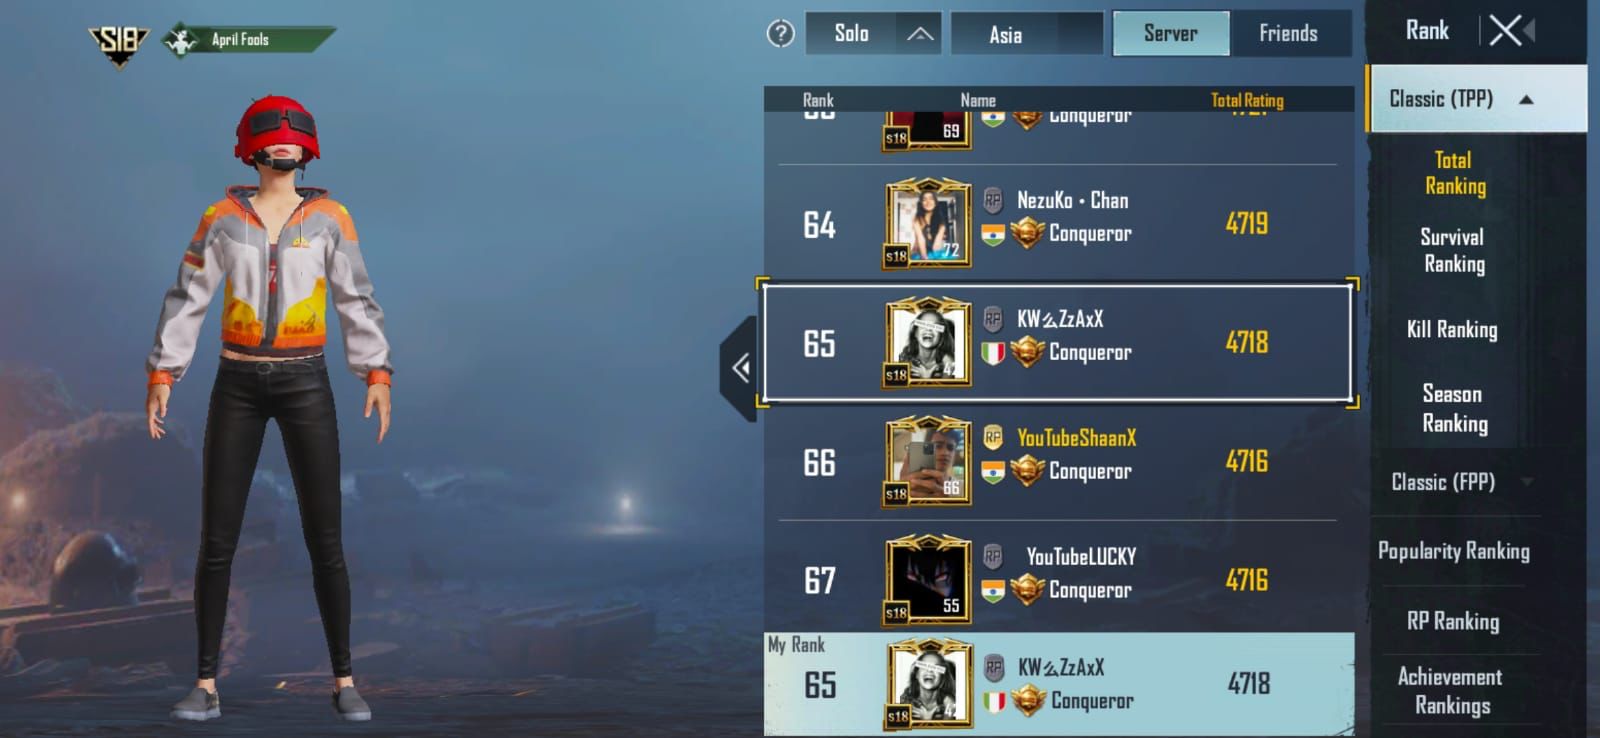 S18
April Fools
?
Solo
Asia
Server
Friends
Rank
Rank
Name
Total Rating
S18
69
Conqueror
64
S18
72
RP
NezuKo • Chan
Conqueror
4719
65
S18
42
RP
KW么ZzAxX
Conqueror
4718
66
S18
66
RP
YouTubeShaanX
Conqueror
4716
67
S18
55
RP
YouTubeLUCKY
Conqueror
4716
My Rank
65
S18
42
RP
KW么ZzAxX
Conqueror
4718
Classic (TPP)
Total
Ranking
Survival
Ranking
Kill Ranking
Season
Ranking
Classic (FPP)
Popularity Ranking
RP Ranking
Achievement
Rankings